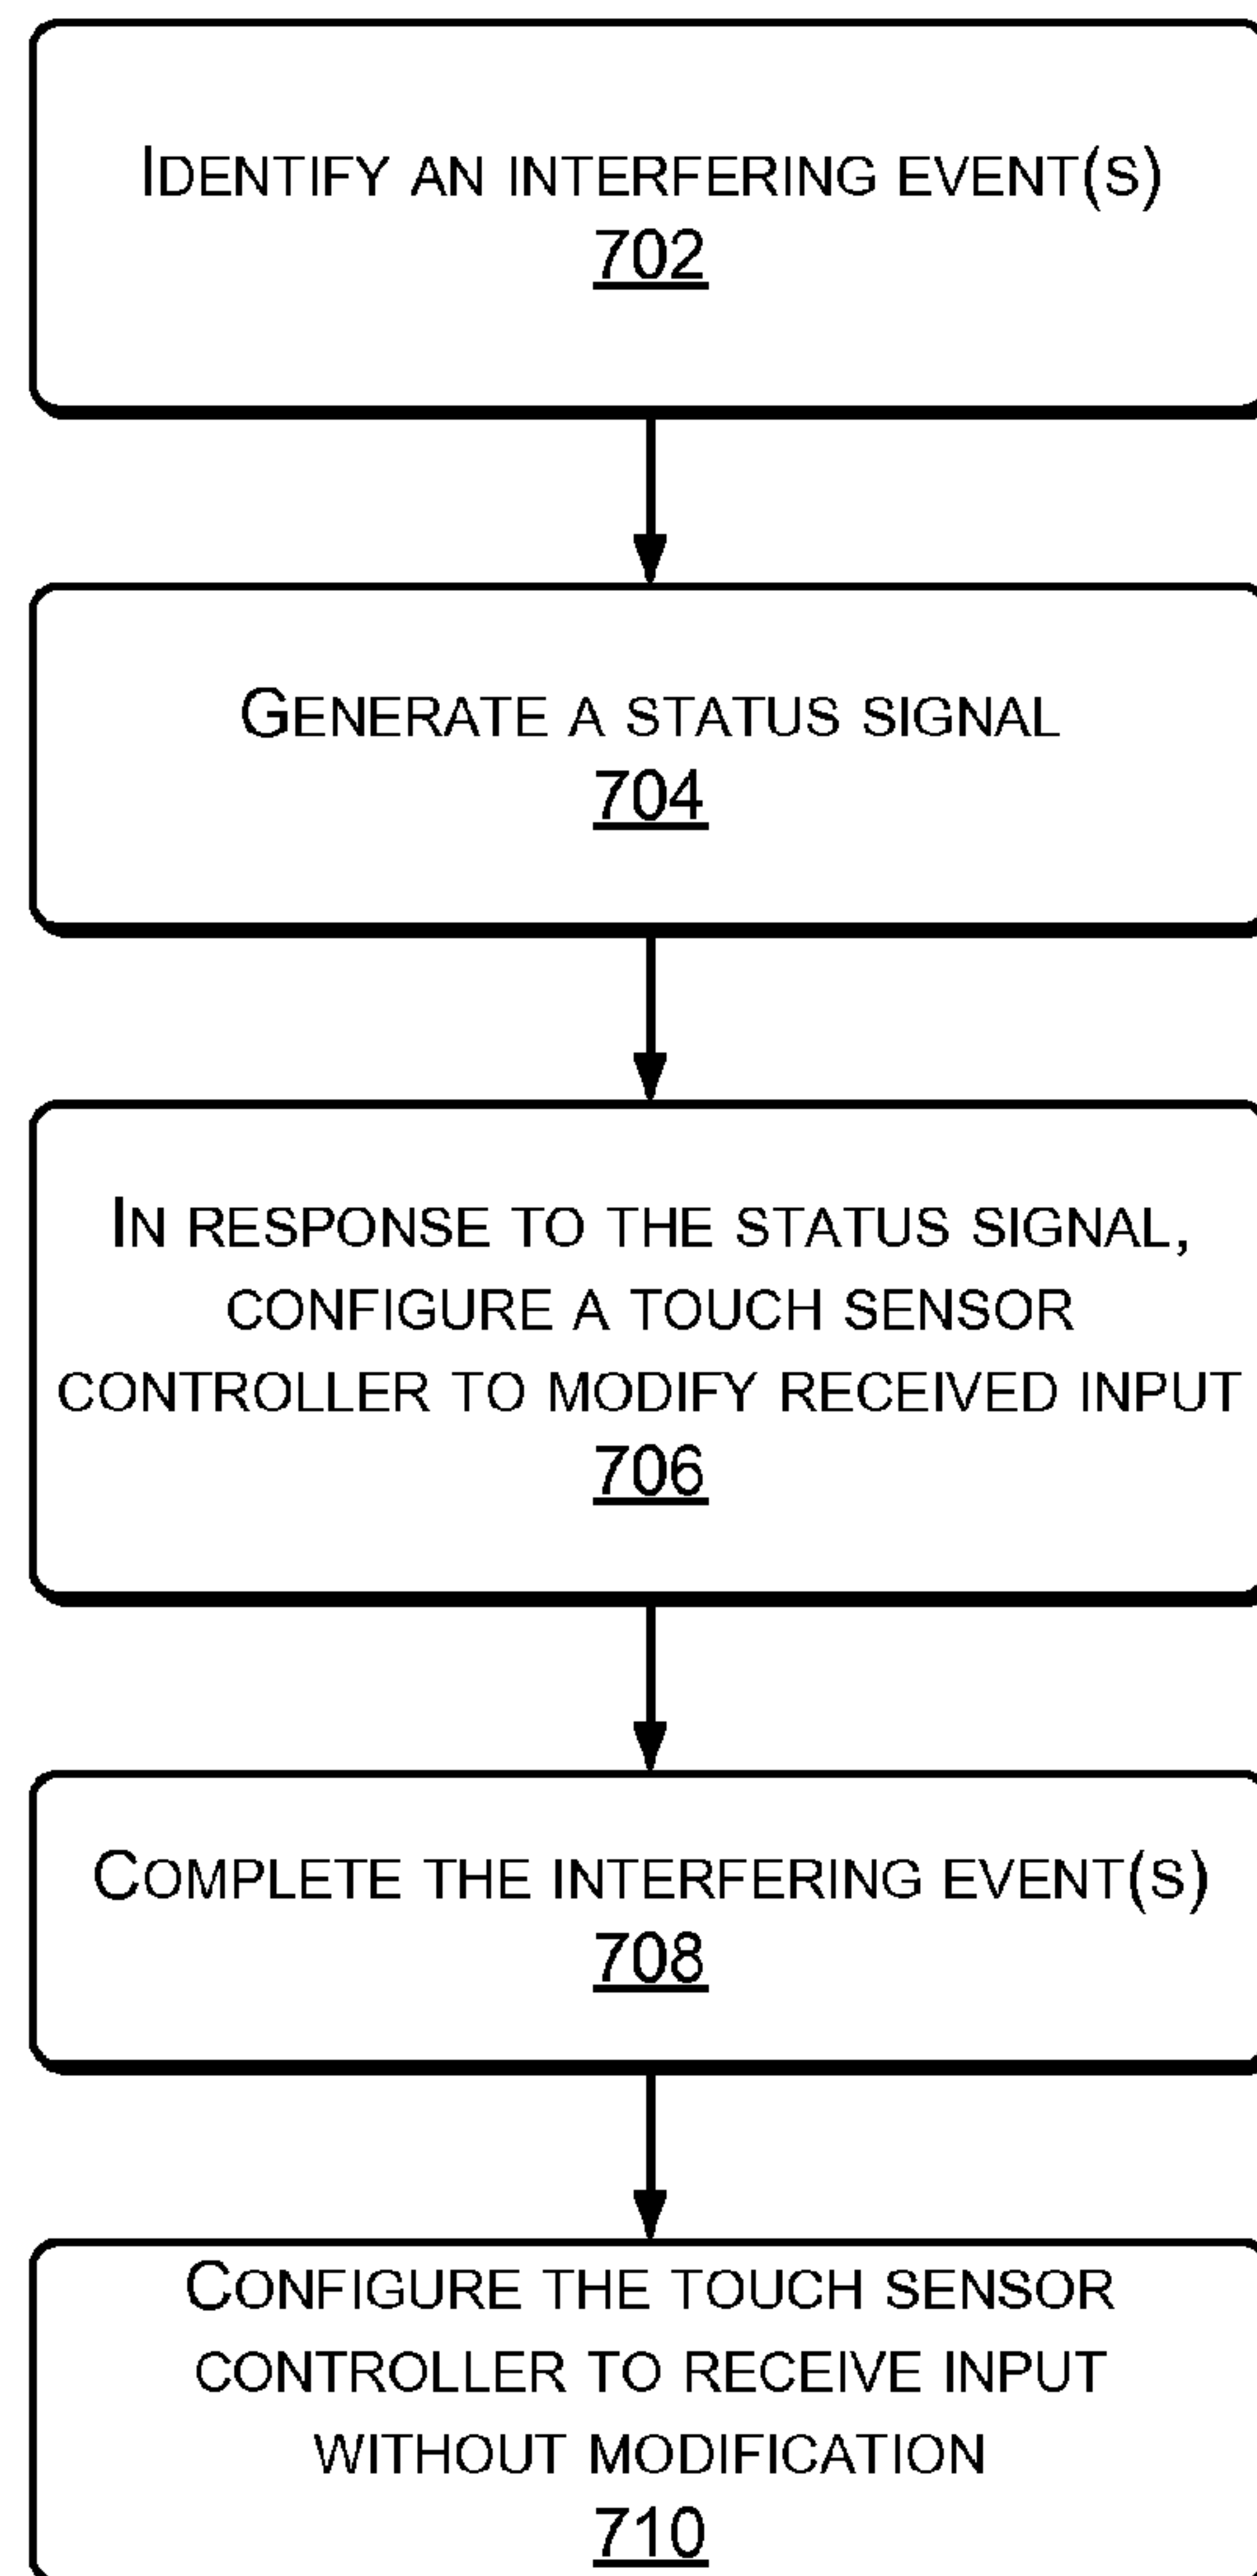 IDENTIFY AN INTERFERING EVENT(S)
702
GENERATE A STATUS SIGNAL
704
IN RESPONSE TO THE STATUS SIGNAL,
CONFIGURE A TOUCH SENSOR
CONTROLLER TO MODIFY RECEIVED INPUT
706
COMPLETE THE INTERFERING EVENT(S)
708
CONFIGURE THE TOUCH SENSOR
CONTROLLER TO RECEIVE INPUT
WITHOUT MODIFICATION
710